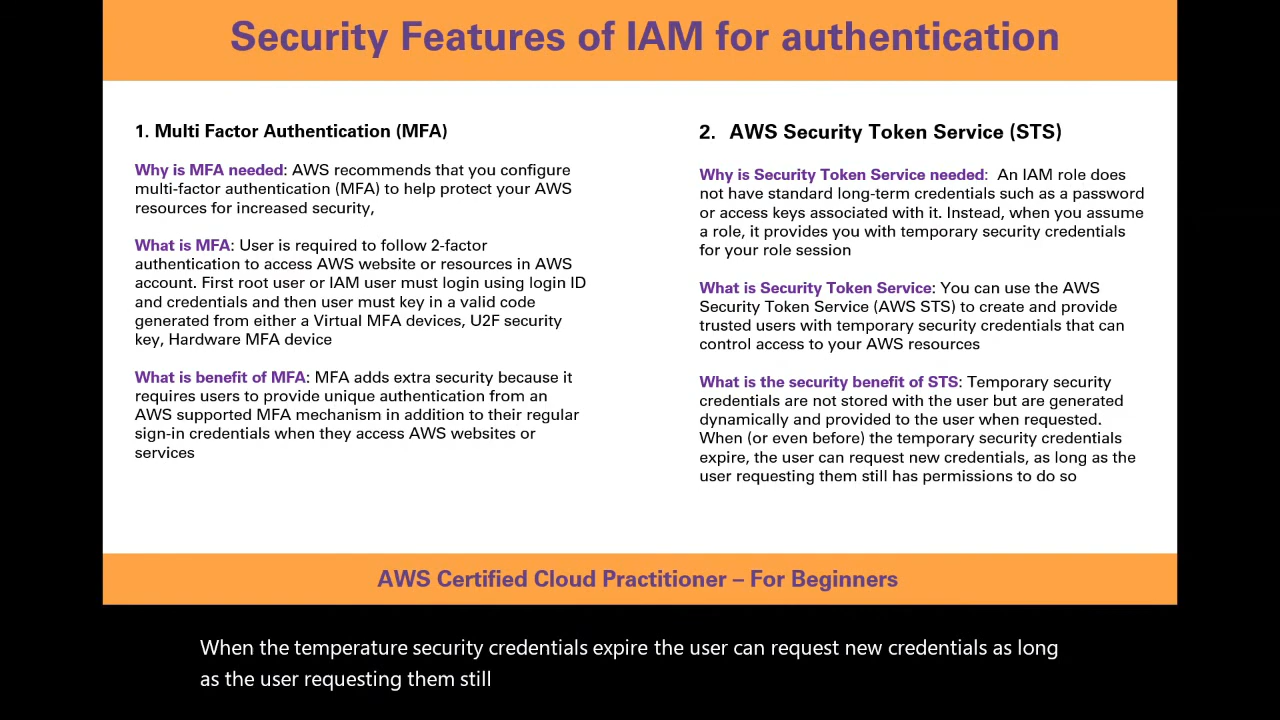 Security Features of IAM for authentication
1. Multi Factor Authentication (MFA)
Why is MFA needed: AWS recommends that you configure
multi-factor authentication (MFA) to help protect your AWS
resources for increased security,
What is MFA: User is required to follow 2-factor
authentication to access AWS website or resources in AWS
account. First root user or IAM user must login using login ID
and credentials and then user must key in a valid code
generated from either a Virtual MFA devices, U2F security
key, Hardware MFA device
What is benefit of MFA: MFA adds extra security because it
requires users to provide unique authentication from an
AWS supported MFA mechanism in addition to their regular
sign-in credentials when they access AWS websites or
services
2. AWS Security Token Service (STS)
Why is Security Token Service needed: An IAM role does
not have standard long-term credentials such as a password
or access keys associated with it. Instead, when you assume
a role, it provides you with temporary security credentials
for your role session
What is Security Token Service: You can use the AWS
Security Token Service (AWS STS) to create and provide
trusted users with temporary security credentials that can
control access to your AWS resources
What is the security benefit of STS: Temporary security
credentials are not stored with the user but are generated
dynamically and provided to the user when requested.
When (or even before) the temporary security credentials
expire, the user can request new credentials, as long as the
user requesting them still has permissions to do so
AWS Certified Cloud Practitioner – For Beginners
When the temperature security credentials expire the user can request new credentials as long
as the user requesting them still